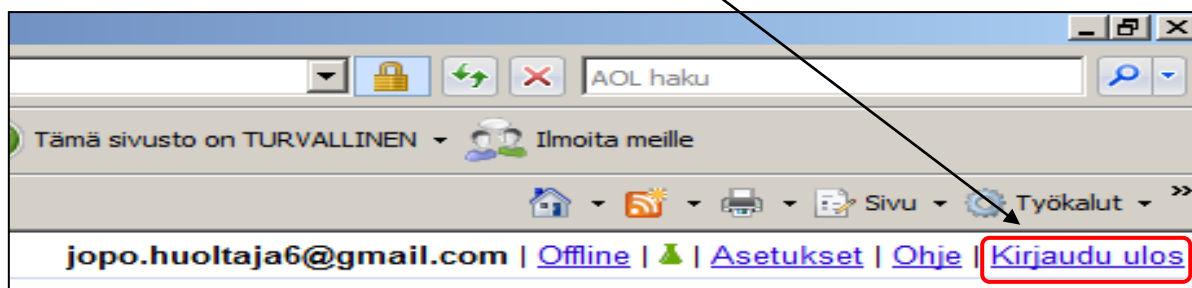 AOL haku
Tämä sivusto on TURVALLINEN Ilmoita meille
Sivu Työkalut »
jopo.huoltaja6@gmail.com | Offline | | Asetukset | Ohje | Kirjaudu ulos